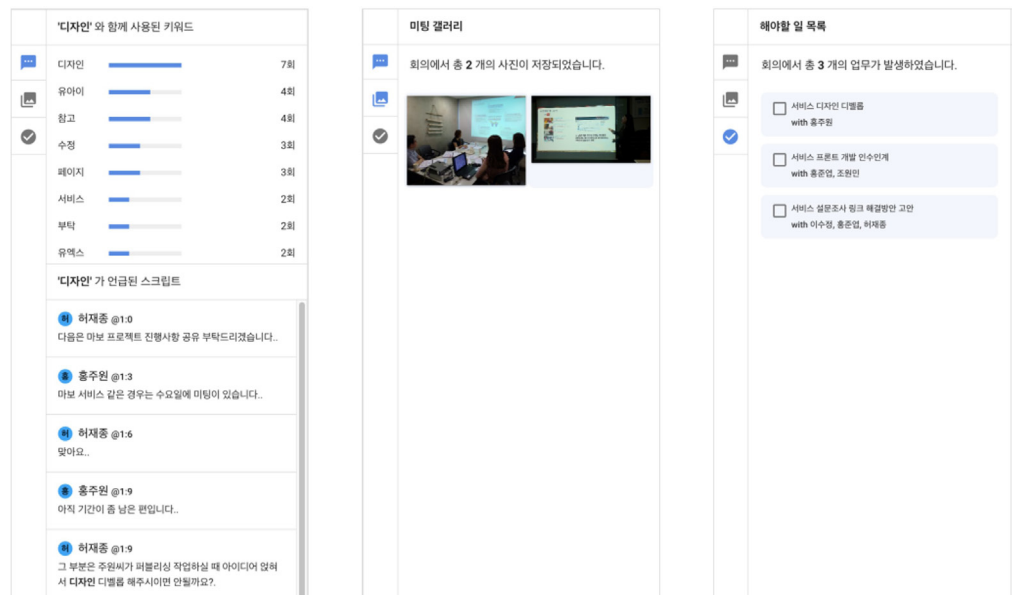 '디자인' 와 함께 사용된 키워드
디자인 7회
유아이 4회
참고 4회
수정 3회
페이지 3회
서비스 2회
부탁 2회
유엑스 2회
'디자인' 가 언급된 스크립트
허 허재종 @1:0
다음은 마보 프로젝트 진행사항 공유 부탁드리겠습니다..
홍 홍주원 @1:3
마보 서비스 같은 경우는 수요일에 미팅이 있습니다..
허 허재종 @1:6
맞아요..
홍 홍주원 @1:9
아직 기간이 좀 남은 편입니다..
허 허재종 @1:9
그 부분은 주원씨가 퍼블리싱 작업하실 때 아이디어 얹혀
서 디자인 디벨롭 해주시이면 안될까요?.
미팅 갤러리
회의에서 총 2 개의 사진이 저장되었습니다.
해야할 일 목록
회의에서 총 3 개의 업무가 발생하였습니다.
서비스 디자인 디벨롭
with 홍주원
서비스 프론트 개발 인수인계
with 홍준업, 조원민
서비스 설문조사 링크 해결방안 고안
with 이수정, 홍준업, 허재종